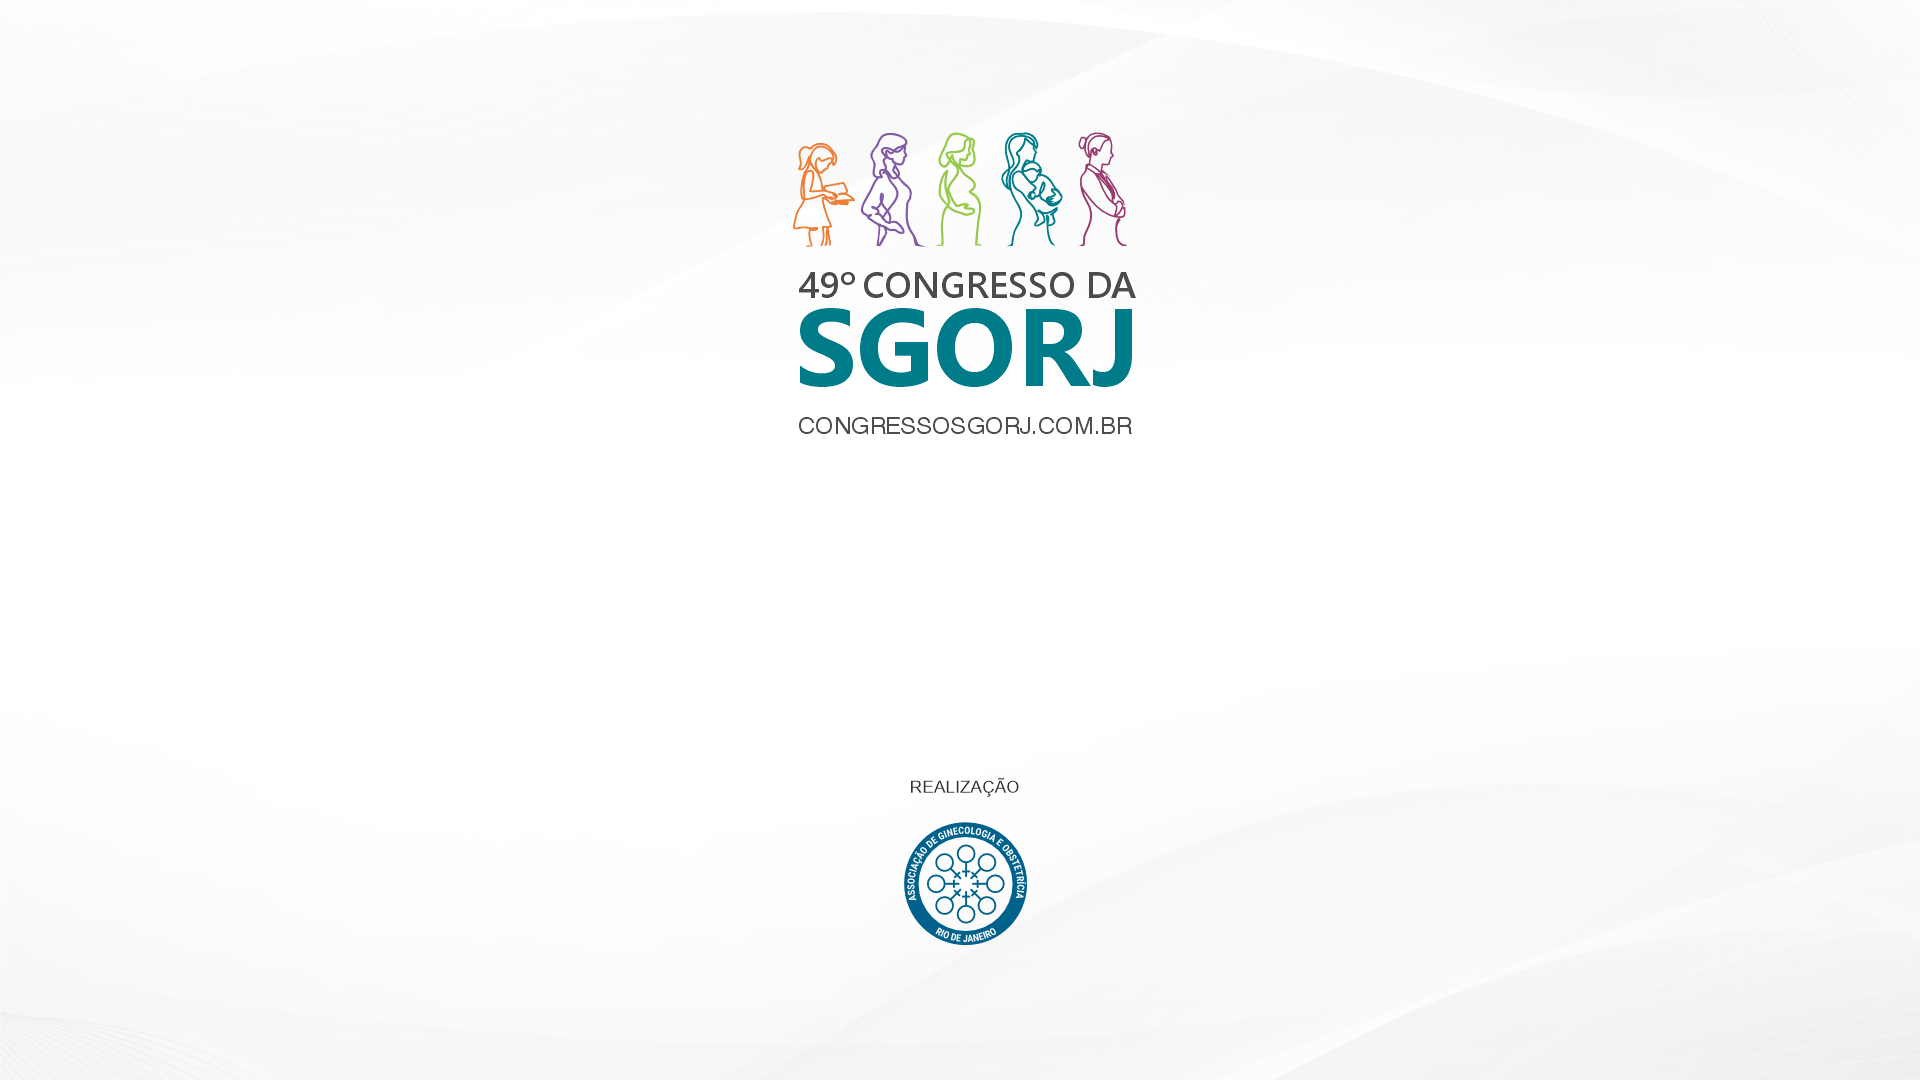 49º CONGRESSO DA
SGORJ
CONGRESSOSGORJ.COM.BR
REALIZAÇÃO
ASSOCIAÇÃO DE GINECOLOGIA E OBSTETRÍCIA
RIO DE JANEIRO